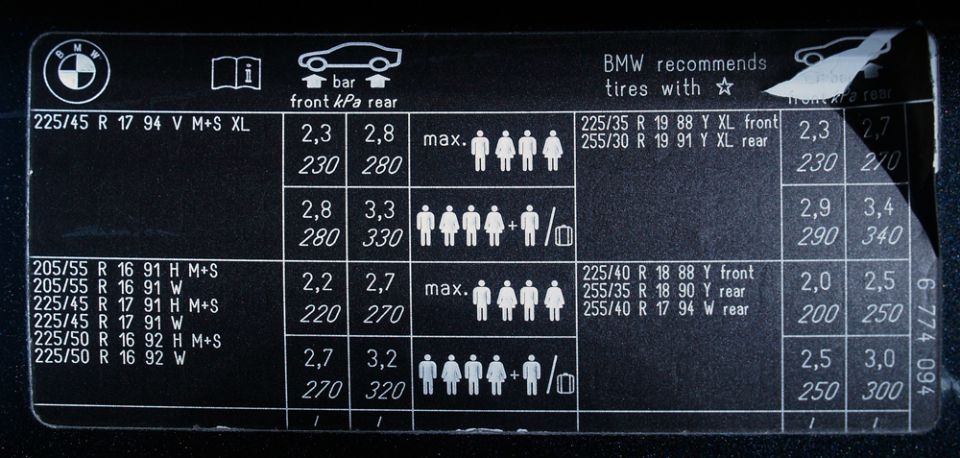 BMW
bar
front kPa rear
BMW recommends
tires with ☆
bar
front kPa rear
225/45 R 17 94 V M+S XL
2,3 2,8
230 280
max.
2,8 3,3
280 330
+ /
225/35 R 19 88 Y XL front
255/30 R 19 91 Y XL rear
2,3 2,7
230 270
2,9 3,4
290 340
205/55 R 16 91 H M+S
205/55 R 16 91 W
225/45 R 17 91 H M+S
225/45 R 17 91 W
225/50 R 16 92 H M+S
225/50 R 16 92 W
2,2 2,7
220 270
max.
2,7 3,2
270 320
+ /
225/40 R 18 88 Y front
255/35 R 18 90 Y rear
255/40 R 17 94 W rear
2,0 2,5
200 250
2,5 3,0
250 300
/ / / /
6 774 094